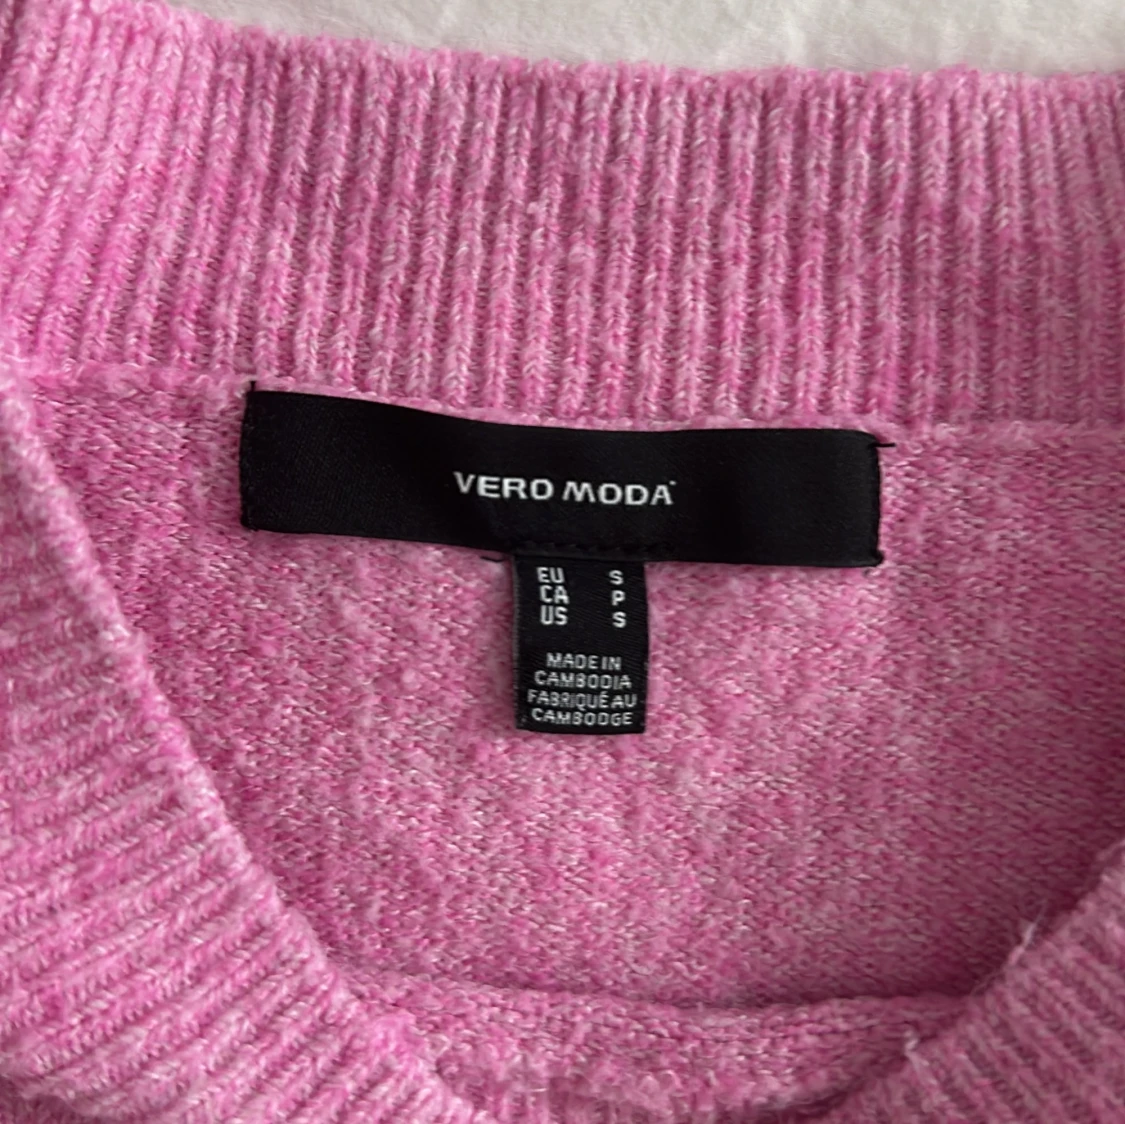 VERO MODA
EU S
CA P
US S
MADE IN
CAMBODIA
FABRIQUÉ AU
CAMBODGE